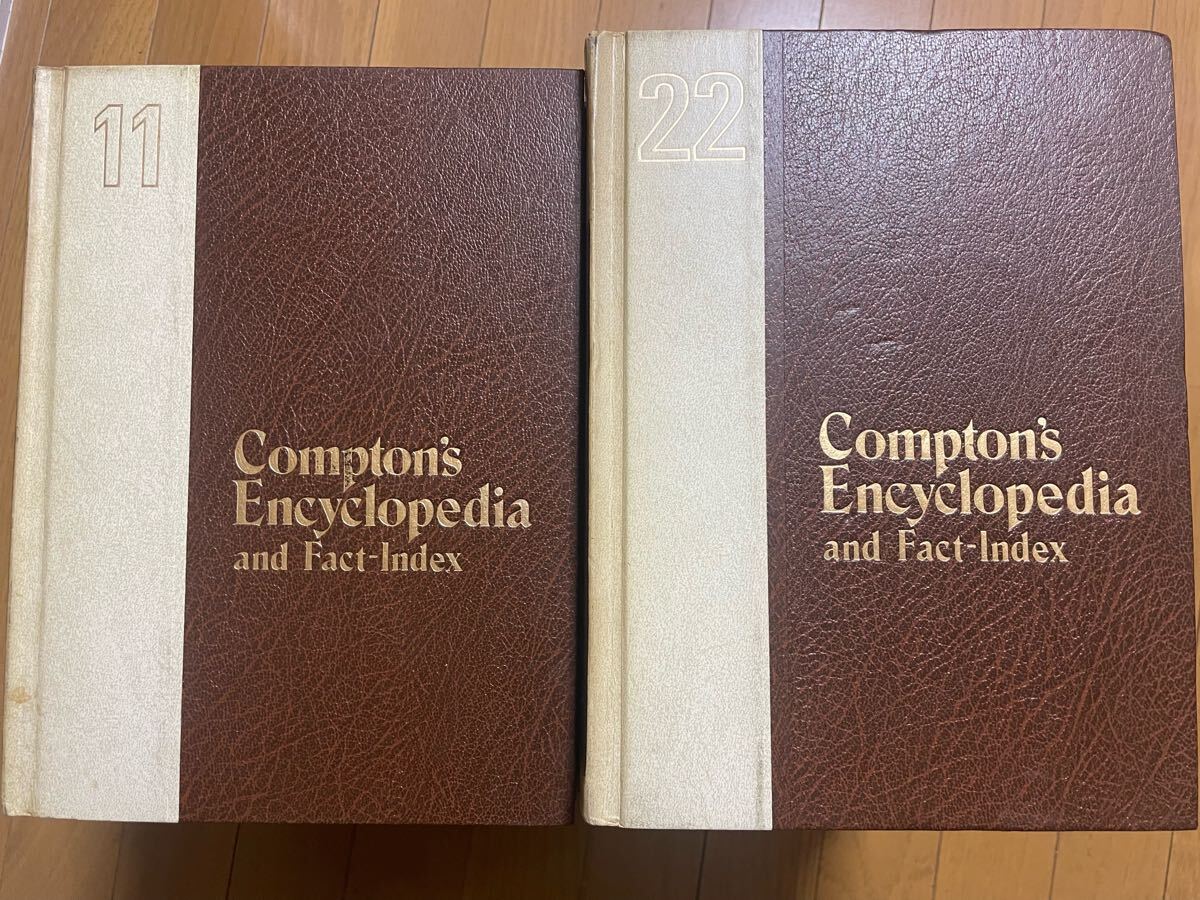 11
Compton's
Encyclopedia
and Fact-Index
22
Compton's
Encyclopedia
and Fact-Index